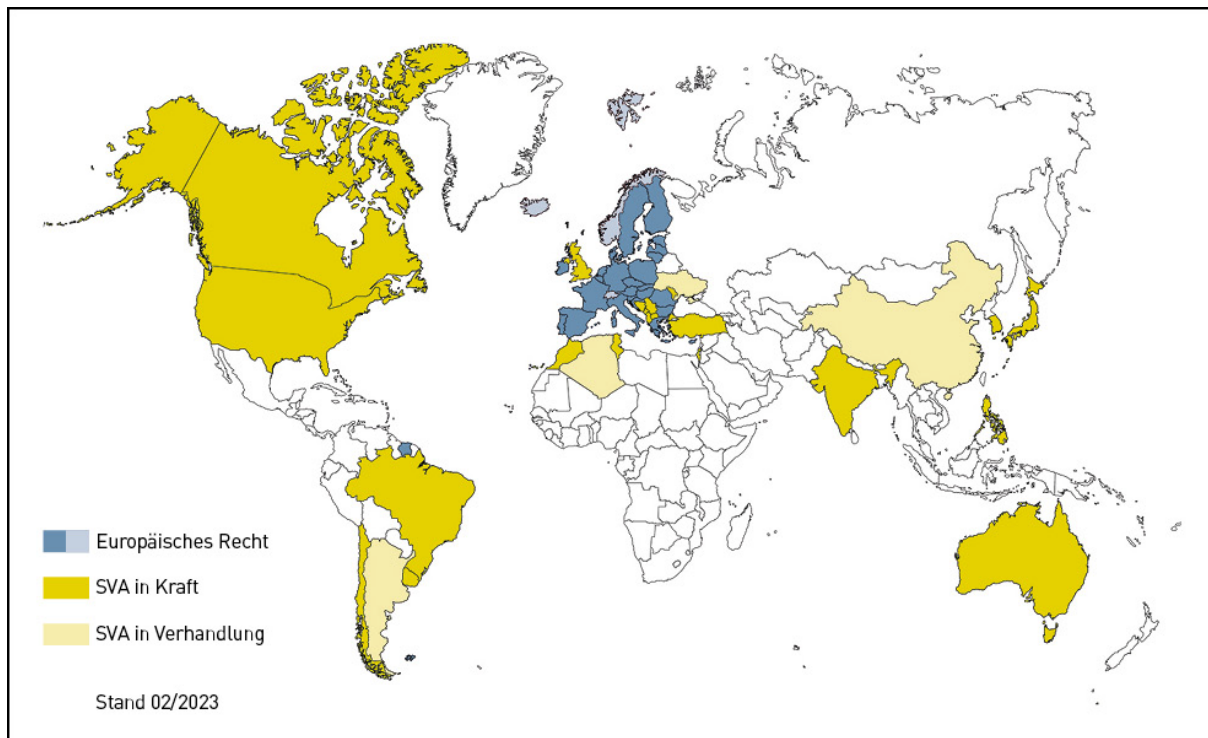 Europäisches Recht
SVA in Kraft
SVA in Verhandlung
Stand 02/2023